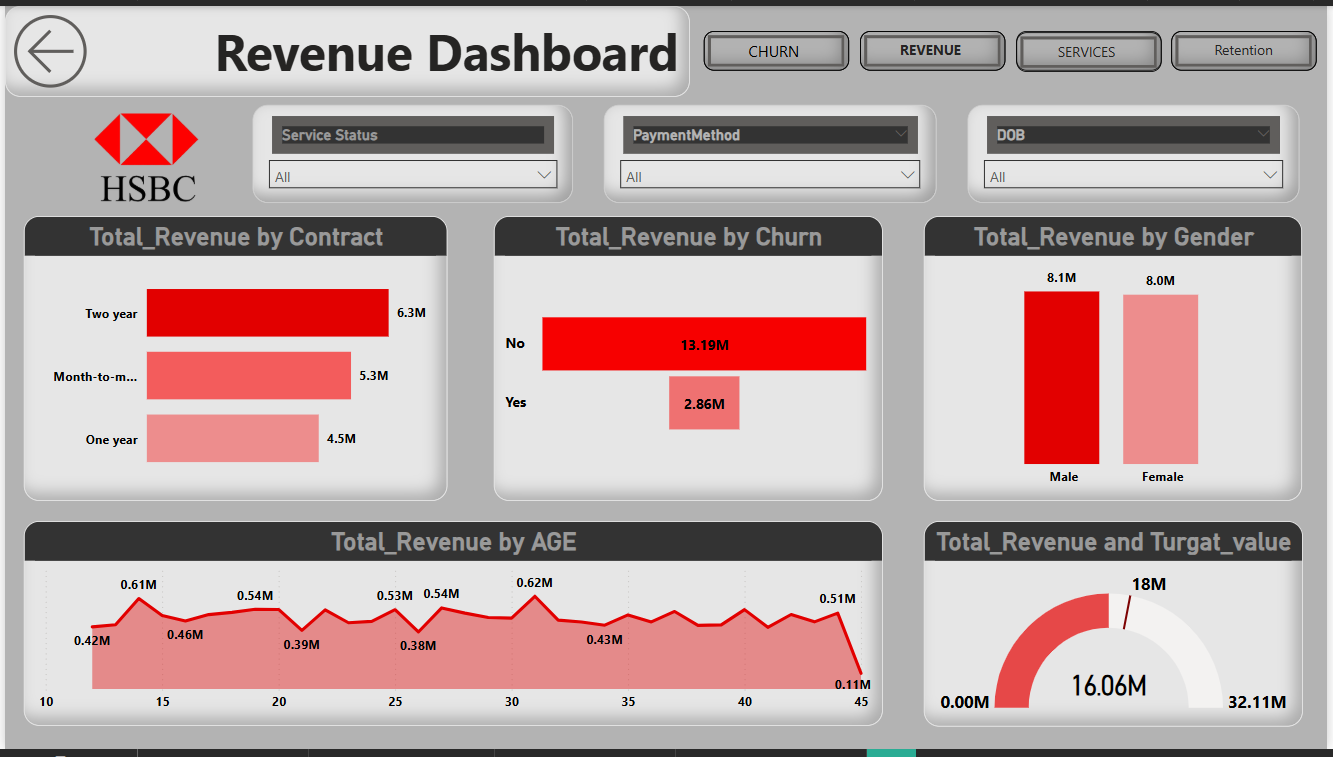 Revenue Dashboard
CHURN
REVENUE
SERVICES
Retention
HSBC
Service Status
All
PaymentMethod
All
DOB
All
Total_Revenue by Contract
Two year
6.3M
Month-to-m...
5.3M
One year
4.5M
Total_Revenue by Churn
No
13.19M
Yes
2.86M
Total_Revenue by Gender
8.1M
8.0M
Male
Female
Total_Revenue by AGE
0.42M
0.61M
0.46M
0.54M
0.39M
0.53M
0.38M
0.54M
0.62M
0.43M
0.51M
0.11M
10 15 20 25 30 35 40 45
Total_Revenue and Turgat_value
18M
16.06M
0.00M
32.11M